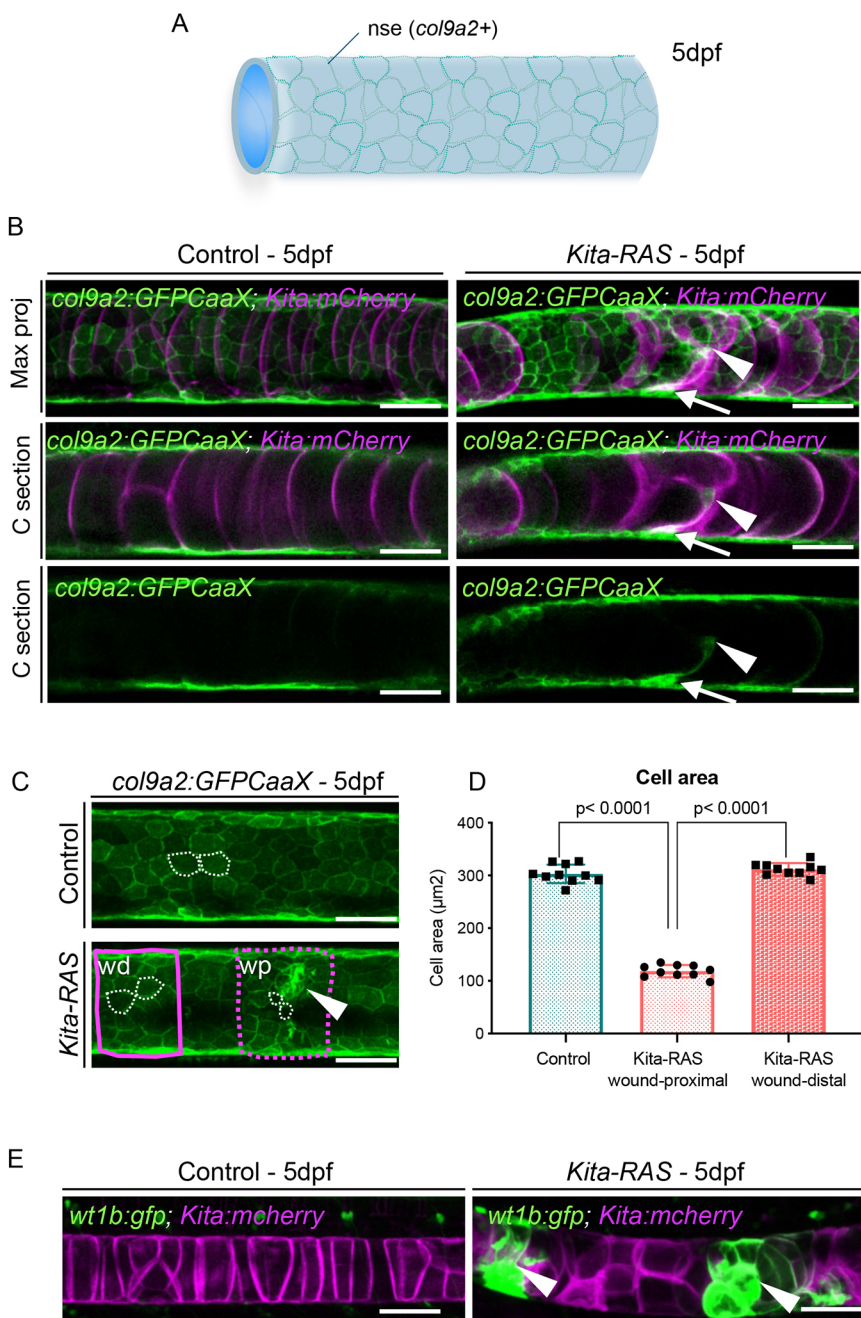 A
nse (col9a2+)
5dpf
B
Control - 5dpf
Kita-RAS - 5dpf
Max proj
col9a2:GFPCaaX; Kita:mCherry
col9a2:GFPCaaX; Kita:mCherry
C section
col9a2:GFPCaaX; Kita:mCherry
col9a2:GFPCaaX; Kita:mCherry
C section
col9a2:GFPCaaX
col9a2:GFPCaaX
C
col9a2:GFPCaaX - 5dpf
Control
Kita-RAS
wd
wp
D
Cell area
p< 0.0001
p< 0.0001
Cell area (µm2)
400
300
200
100
0
Control
Kita-RAS
wound-proximal
Kita-RAS
wound-distal
E
Control - 5dpf
Kita-RAS - 5dpf
wt1b:gfp; Kita:mcherry
wt1b:gfp; Kita:mcherry